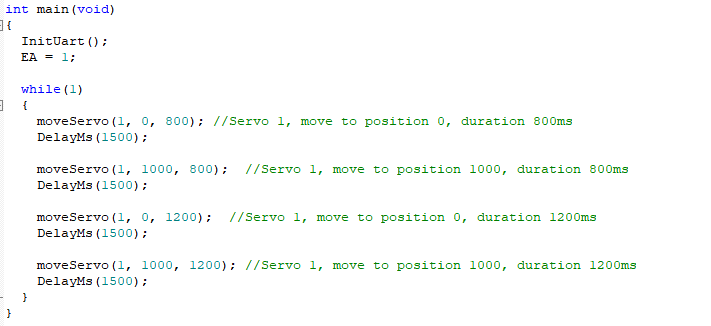 int main(void)
{
InitUart();
EA = 1;
while(1)
{
moveServo(1, 0, 800); //Servo 1, move to position 0, duration 800ms
DelayMs(1500);
moveServo(1, 1000, 800);  //Servo 1, move to position 1000, duration 800ms
DelayMs(1500);
moveServo(1, 0, 1200);  //Servo 1, move to position 0, duration 1200ms
DelayMs(1500);
moveServo(1, 1000, 1200); //Servo 1, move to position 1000, duration 1200ms
DelayMs(1500);
}
}